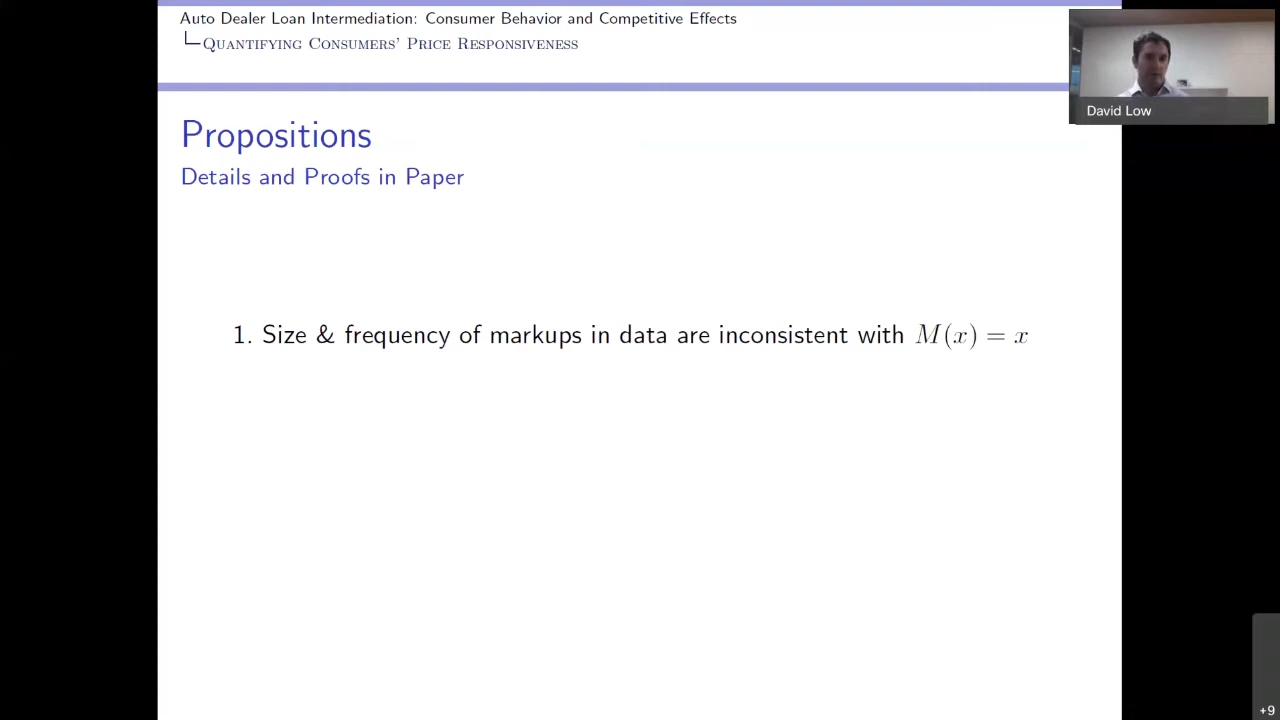 Auto Dealer Loan Intermediation: Consumer Behavior and Competitive Effects
Quantifying Consumers' Price Responsiveness
David Low
Propositions
Details and Proofs in Paper
1. Size & frequency of markups in data are inconsistent with M(x) = x
+9